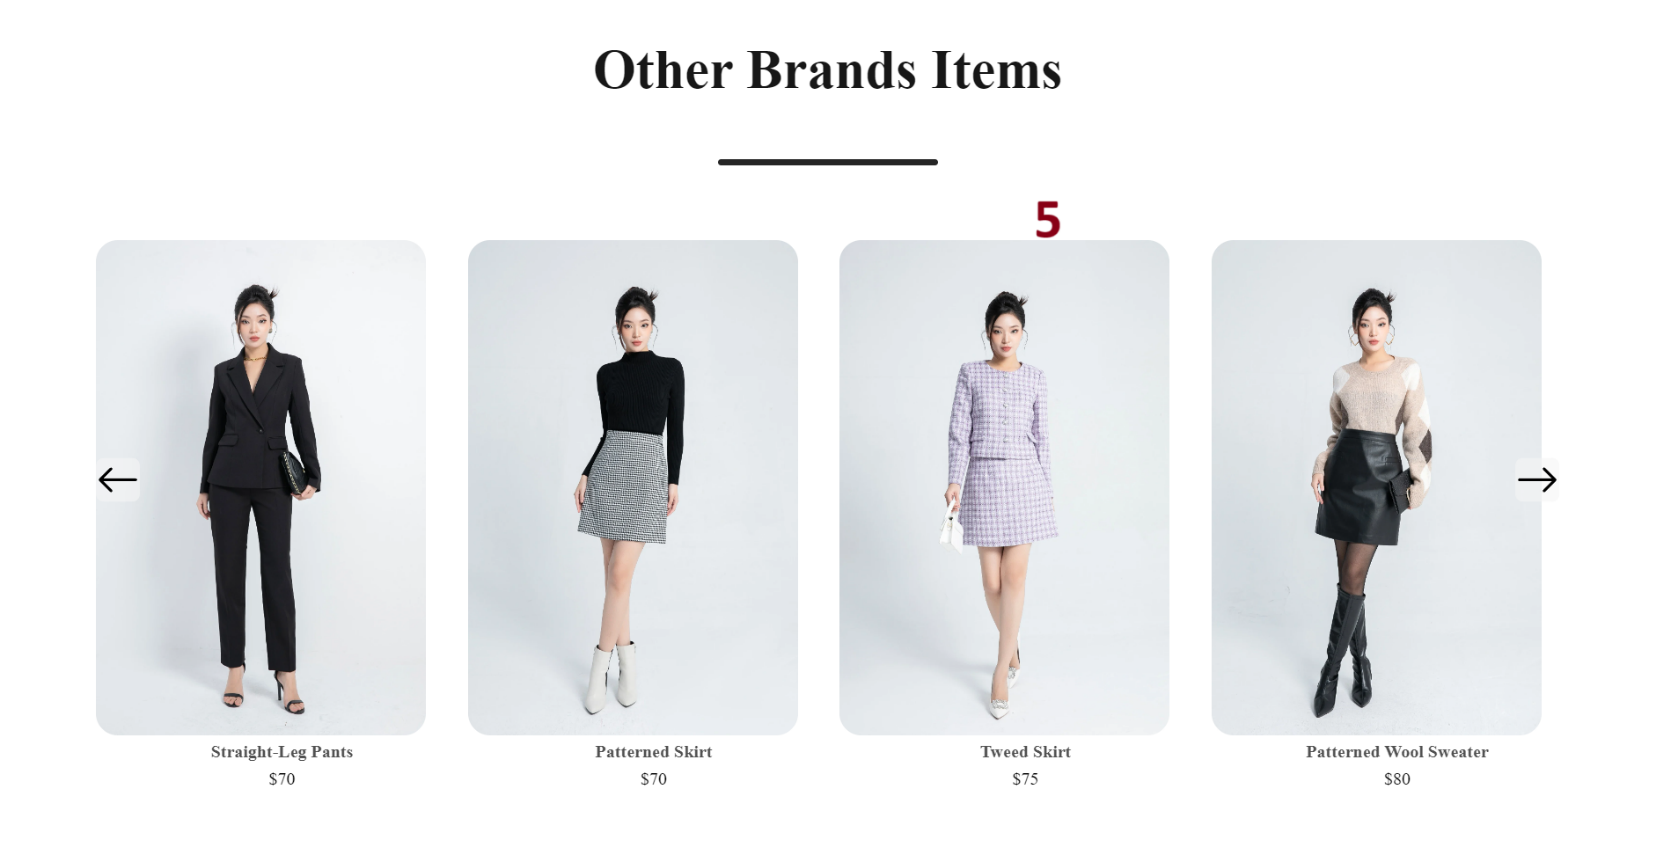 Other Brands Items
5
Straight-Leg Pants
$70
Patterned Skirt
$70
Tweed Skirt
$75
Patterned Wool Sweater
$80